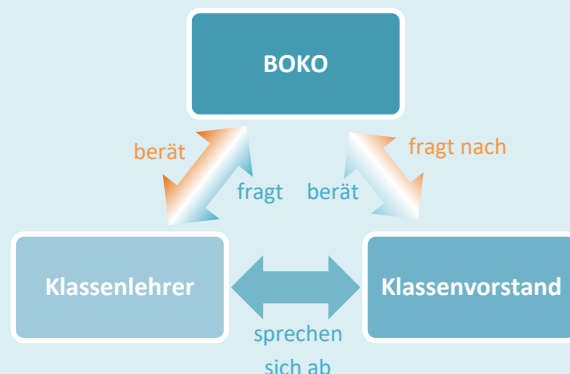 BOKO
berät
fragt nach
fragt
berät
Klassenlehrer
Klassenvorstand
sprechen
sich ab